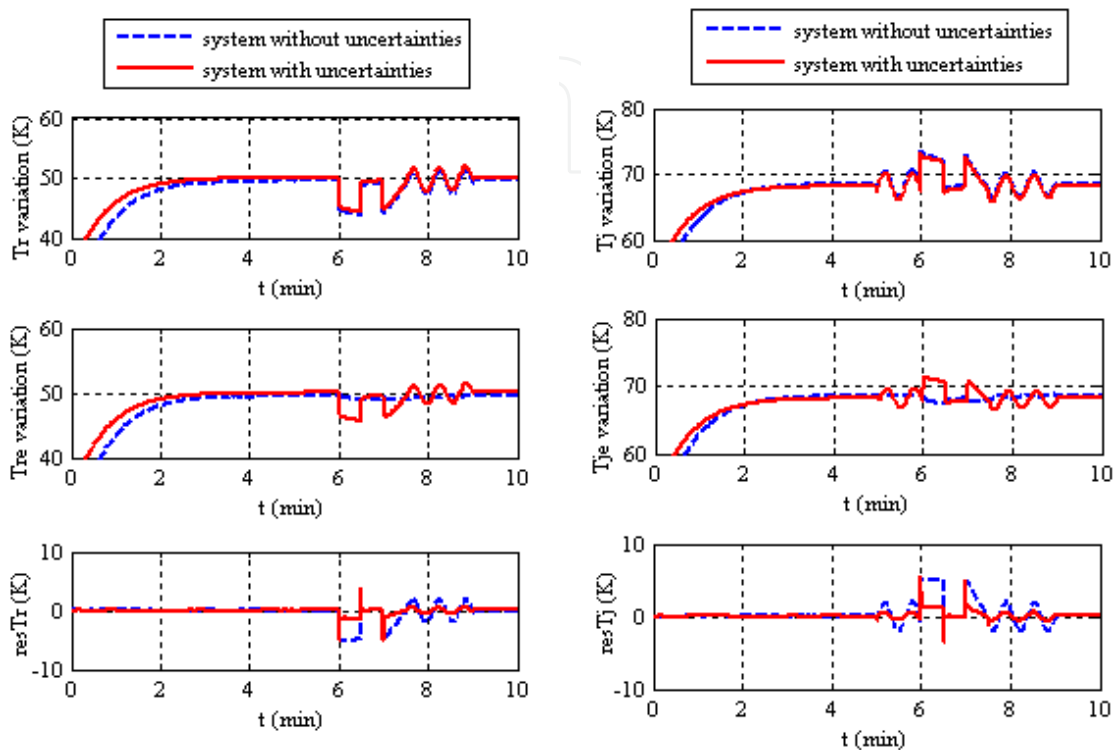 system without uncertainties
system with uncertainties
Tr variation (K)
60
50
40
0 2 4 6 8 10
t (min)
Tre variation (K)
60
50
40
0 2 4 6 8 10
t (min)
resTr (K)
10
0
-10
0 2 4 6 8 10
t (min)
system without uncertainties
system with uncertainties
Tj variation (K)
80
70
60
0 2 4 6 8 10
t (min)
Tje variation (K)
80
70
60
0 2 4 6 8 10
t (min)
resTj (K)
10
0
-10
0 2 4 6 8 10
t (min)